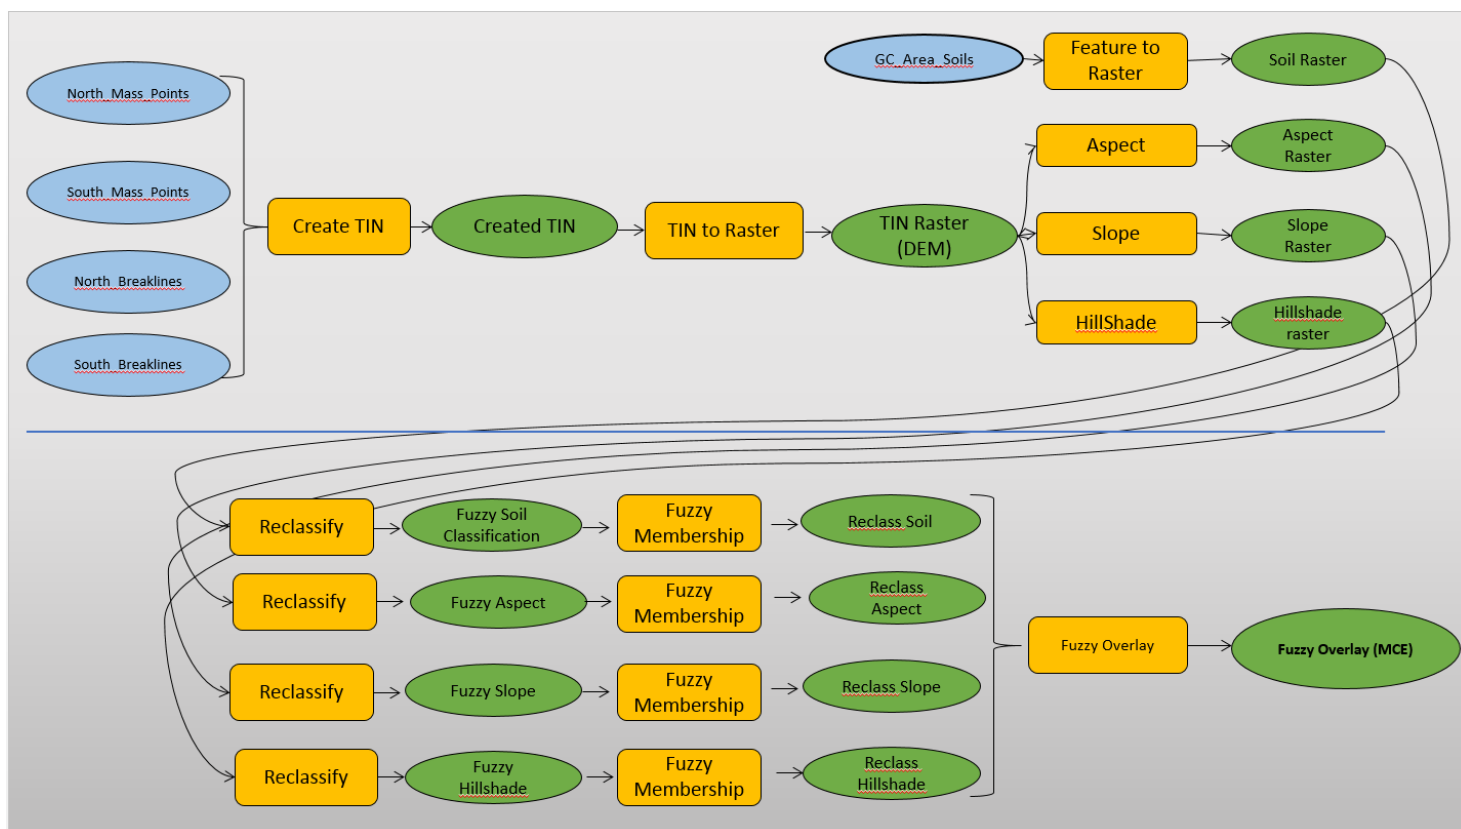 North_Mass_Points
South_Mass_Points
North_Breaklines
South_Breaklines
Create TIN
Created TIN
TIN to Raster
TIN Raster
(DEM)
GC_Area_Soils
Feature to
Raster
Soil Raster
Aspect
Aspect
Raster
Slope
Slope
Raster
HillShade
Hillshade
raster
Reclassify
Fuzzy Soil
Classification
Fuzzy
Membership
Reclass Soil
Reclassify
Fuzzy Aspect
Fuzzy
Membership
Reclass
Aspect
Reclassify
Fuzzy Slope
Fuzzy
Membership
Reclass Slope
Reclassify
Fuzzy
Hillshade
Fuzzy
Membership
Reclass
Hillshade
Fuzzy Overlay
Fuzzy Overlay (MCE)